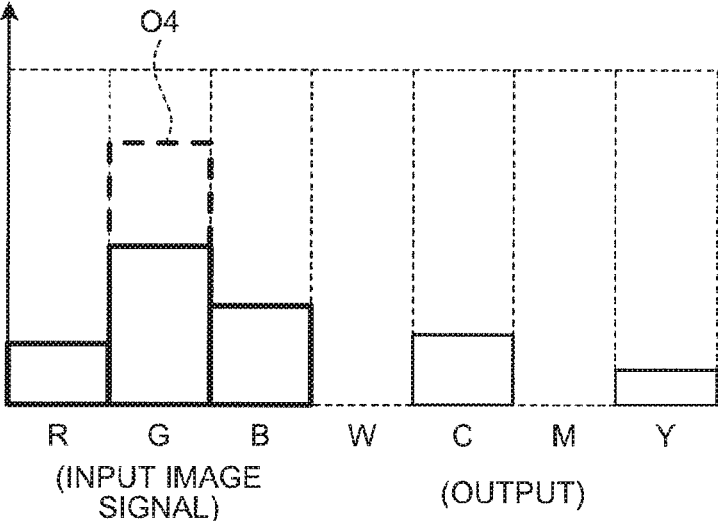 O4
R G B W C M Y
(INPUT IMAGE
SIGNAL)
(OUTPUT)